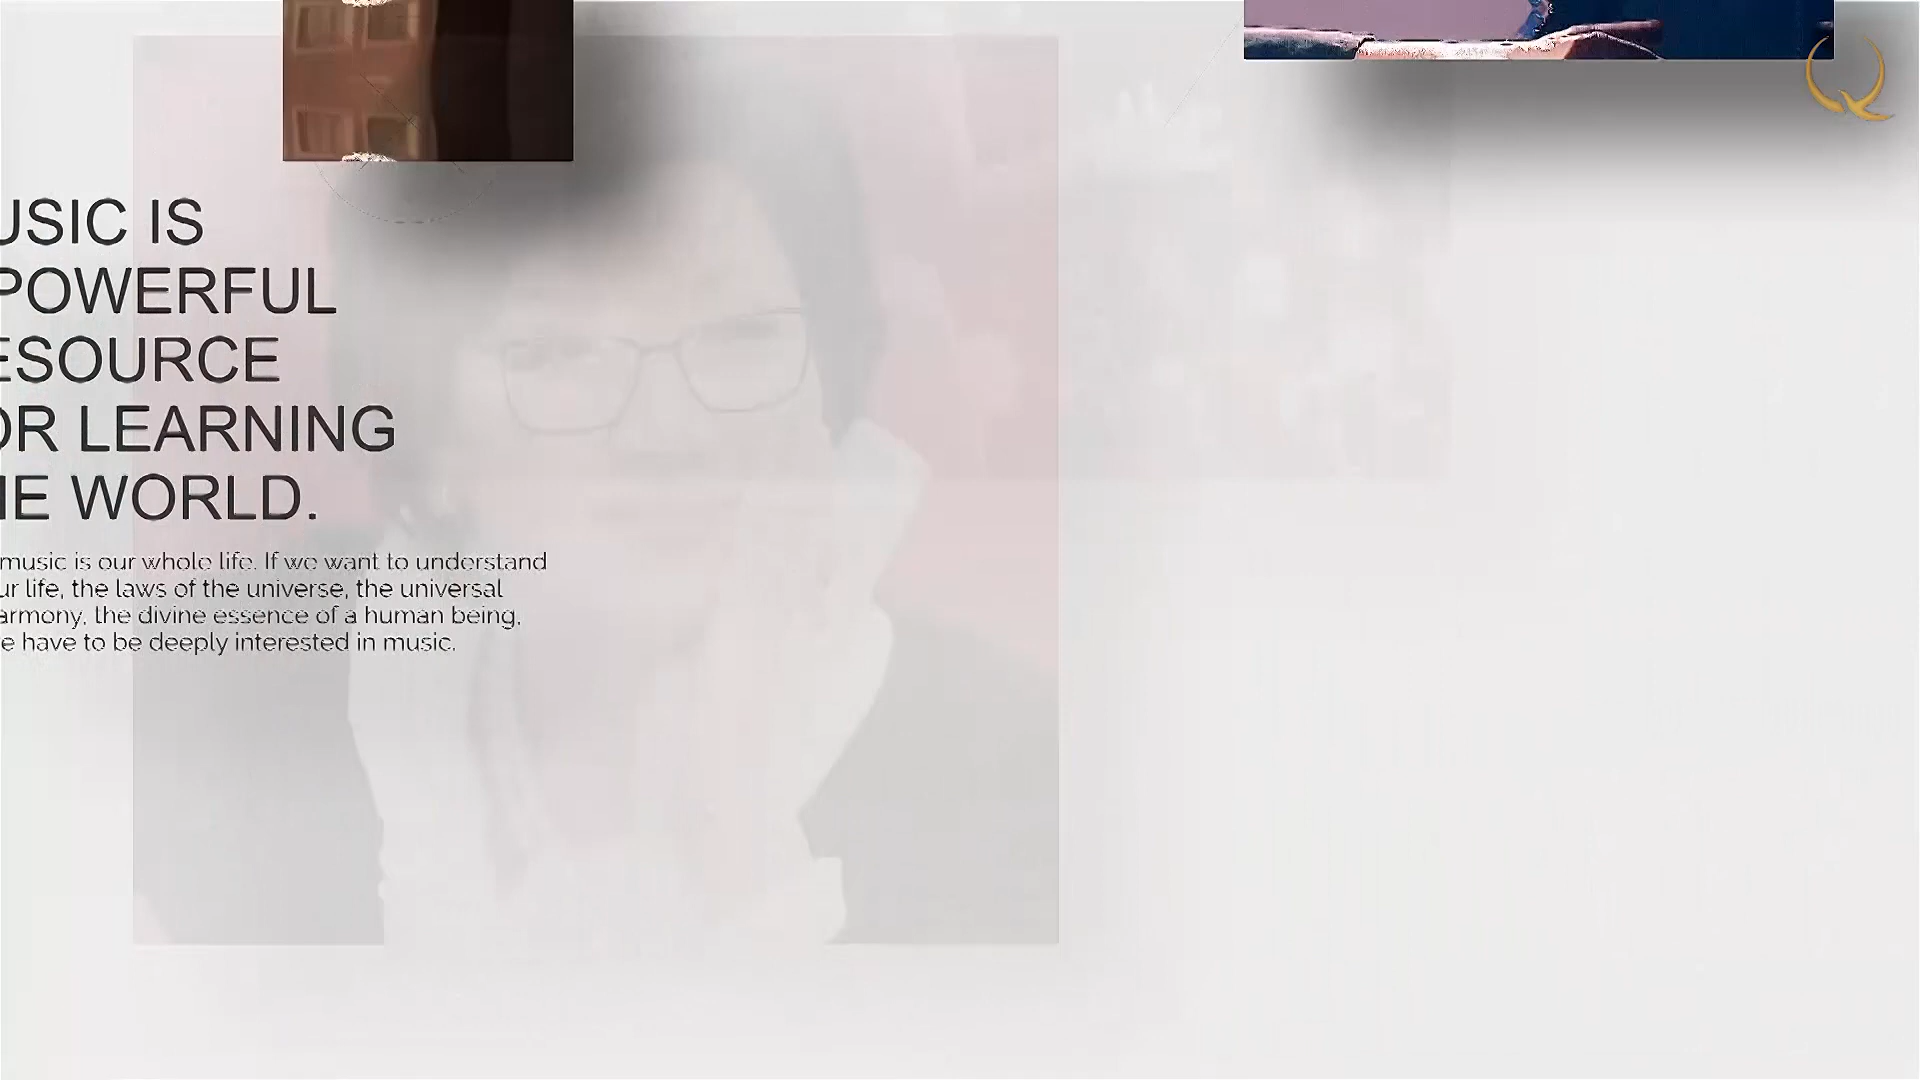 USIC IS
POWERFUL
ESOURCE
OR LEARNING
HE WORLD.
music is our whole life. If we want to understand
ur life, the laws of the universe, the universal
armony, the divine essence of a human being,
e have to be deeply interested in music.